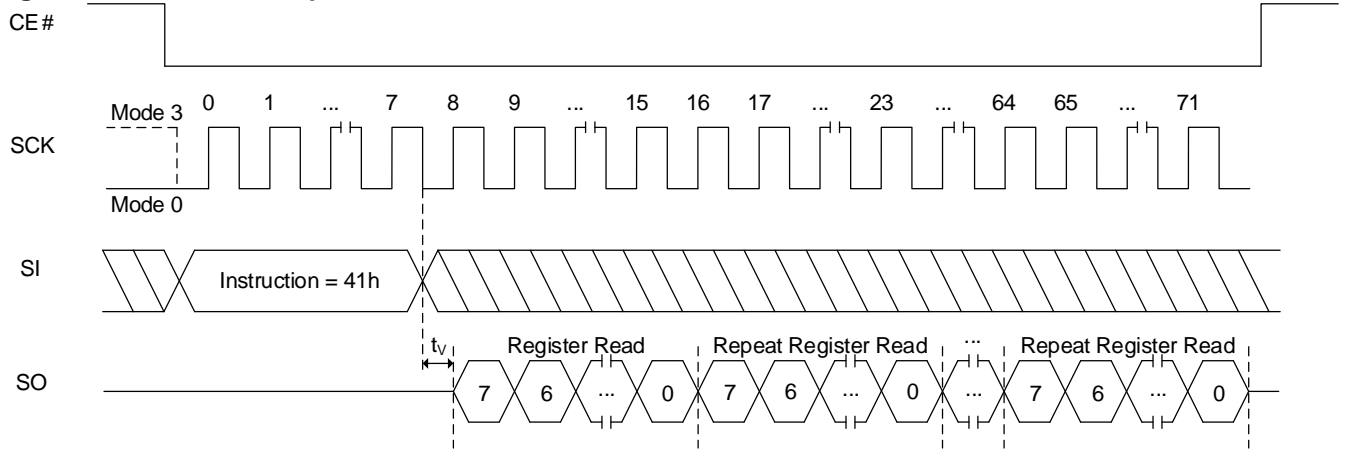 CE#
Mode 3
0 1 ... 7 8 9 ... 15 16 17 ... 23 ... 64 65 ... 71
SCK
Mode 0
SI
Instruction = 41h
tV
Register Read
Repeat Register Read
...
Repeat Register Read
SO
7 6 ... 0 7 6 ... 0 ... 7 6 ... 0